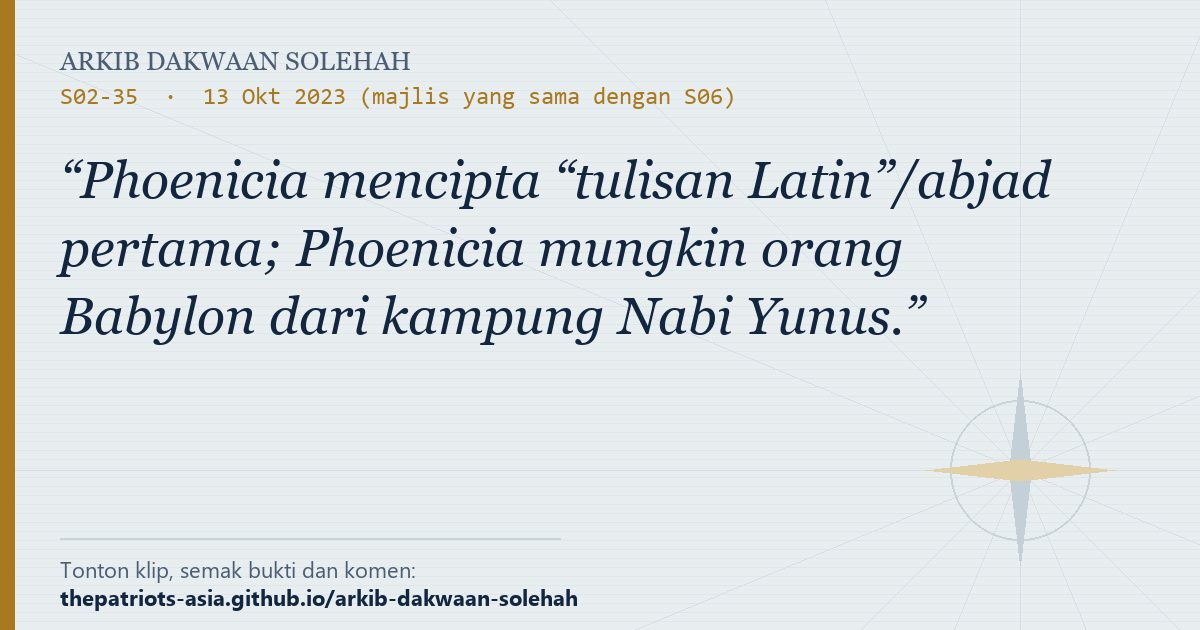 ARKIB DAKWAAN SOLEHAH
S02-35 · 13 Okt 2023 (majlis yang sama dengan S06)
“Phoenicia mencipta “tulisan Latin”/abjad
pertama; Phoenicia mungkin orang
Babylon dari kampung Nabi Yunus.”
Tonton klip, semak bukti dan komen:
thepatriots-asia.github.io/arkib-dakwaan-solehah